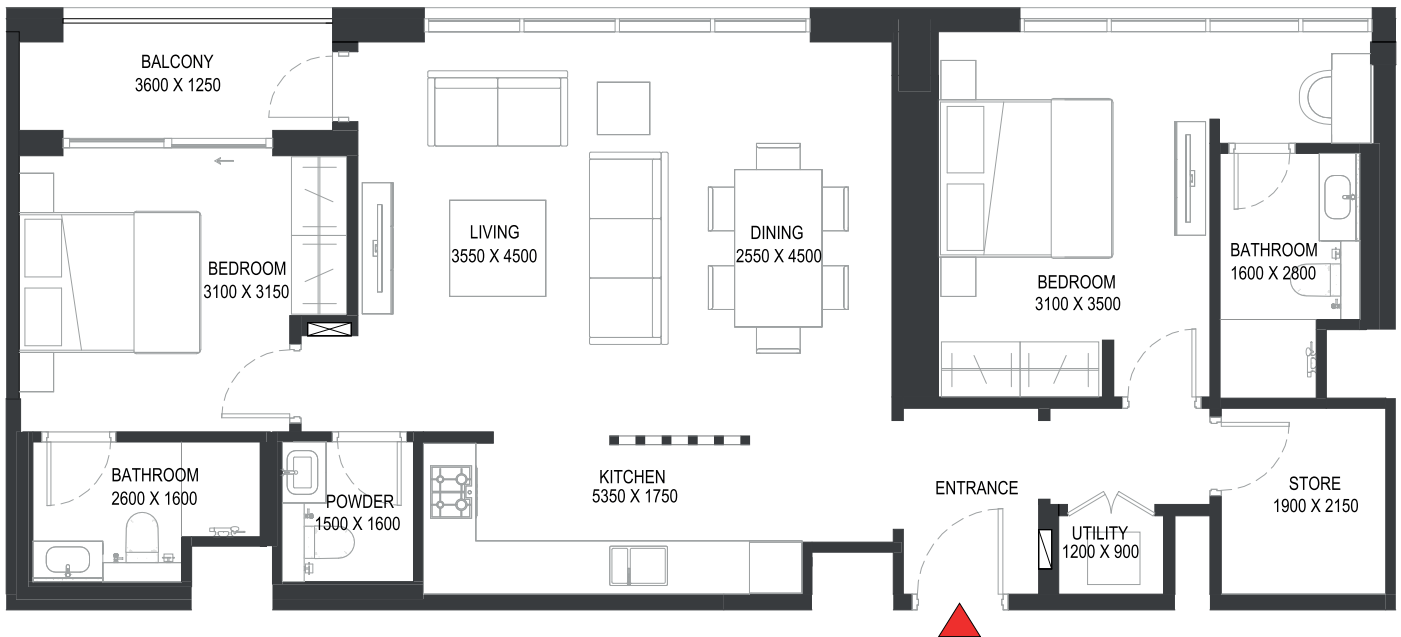 BALCONY
3600 X 1250
BEDROOM
3100 X 3150
LIVING
3550 X 4500
DINING
2550 X 4500
BEDROOM
3100 X 3500
BATHROOM
1600 X 2800
BATHROOM
2600 X 1600
POWDER
1500 X 1600
KITCHEN
5350 X 1750
ENTRANCE
UTILITY
1200 X 900
STORE
1900 X 2150